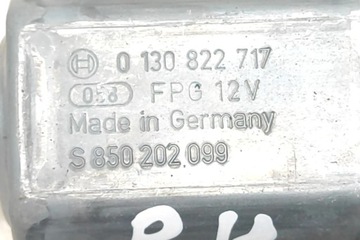 0 130 822 717
FPG 12V
Made in Germany
S 850 202 099